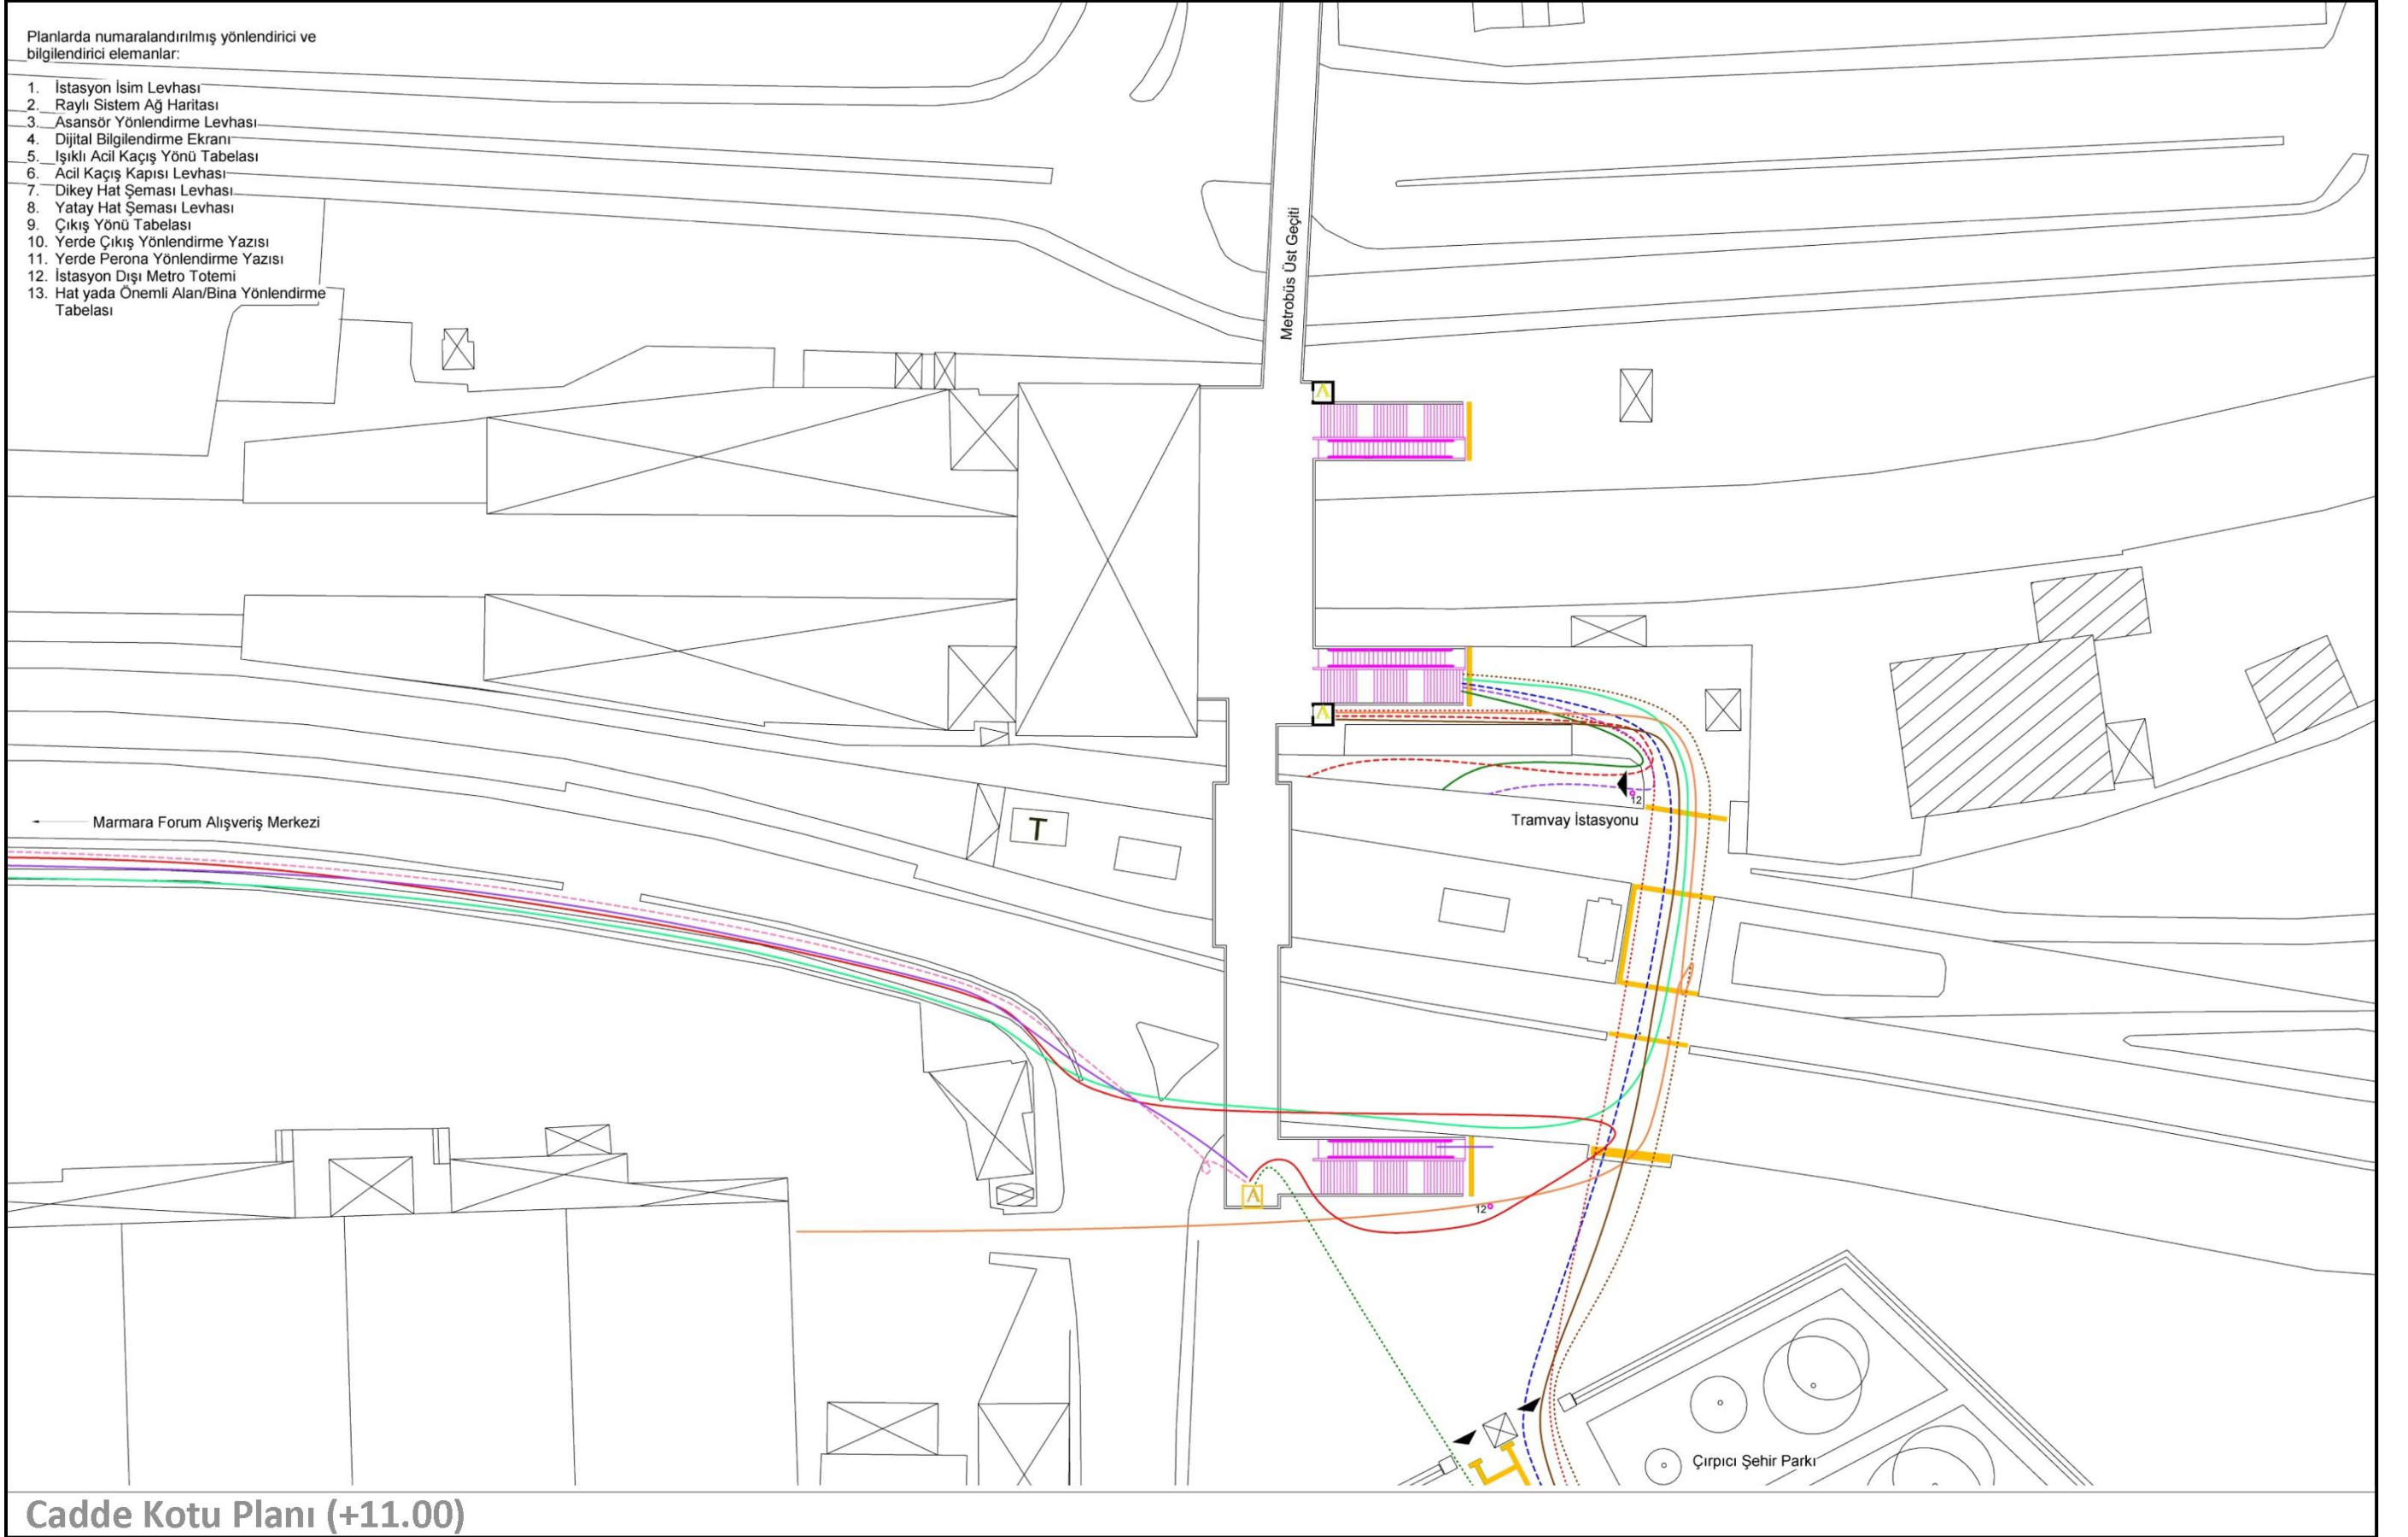 Planlarda numaralandırılmış yönlendirici ve
bilgilendirici elemanlar:
1. İstasyon İsim Levhası
2. Raylı Sistem Ağ Haritası
3. Asansör Yönlendirme Levhası
4. Dijital Bilgilendirme Ekranı
5. Işıklı Acil Kaçış Yönü Tabelası
6. Acil Kaçış Kapısı Levhası
7. Dikey Hat Şeması Levhası
8. Yatay Hat Şeması Levhası
9. Çıkış Yönü Tabelası
10. Yerde Çıkış Yönlendirme Yazısı
11. Yerde Perona Yönlendirme Yazısı
12. İstasyon Dışı Metro Totemi
13. Hat yada Önemli Alan/Bina Yönlendirme
Tabelası
Metrobüs Üst Geçiti
A
A
12
Tramvay İstasyonu
Marmara Forum Alışveriş Merkezi
T
A
12
Çırpıcı Şehir Parkı
Cadde Kotu Planı (+11.00)